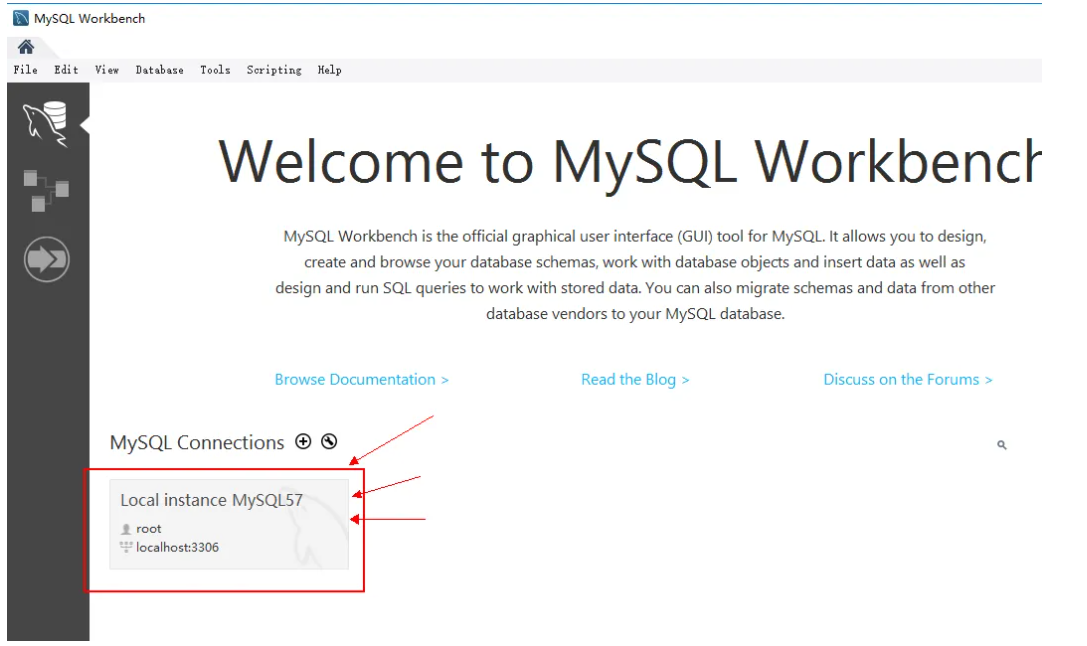 MySQL Workbench
File Edit View Database Tools Scripting Help
Welcome to MySQL Workbench
MySQL Workbench is the official graphical user interface (GUI) tool for MySQL. It allows you to design,
create and browse your database schemas, work with database objects and insert data as well as
design and run SQL queries to work with stored data. You can also migrate schemas and data from other
database vendors to your MySQL database.
Browse Documentation > Read the Blog > Discuss on the Forums >
MySQL Connections
Local instance MySQL57
root
localhost:3306